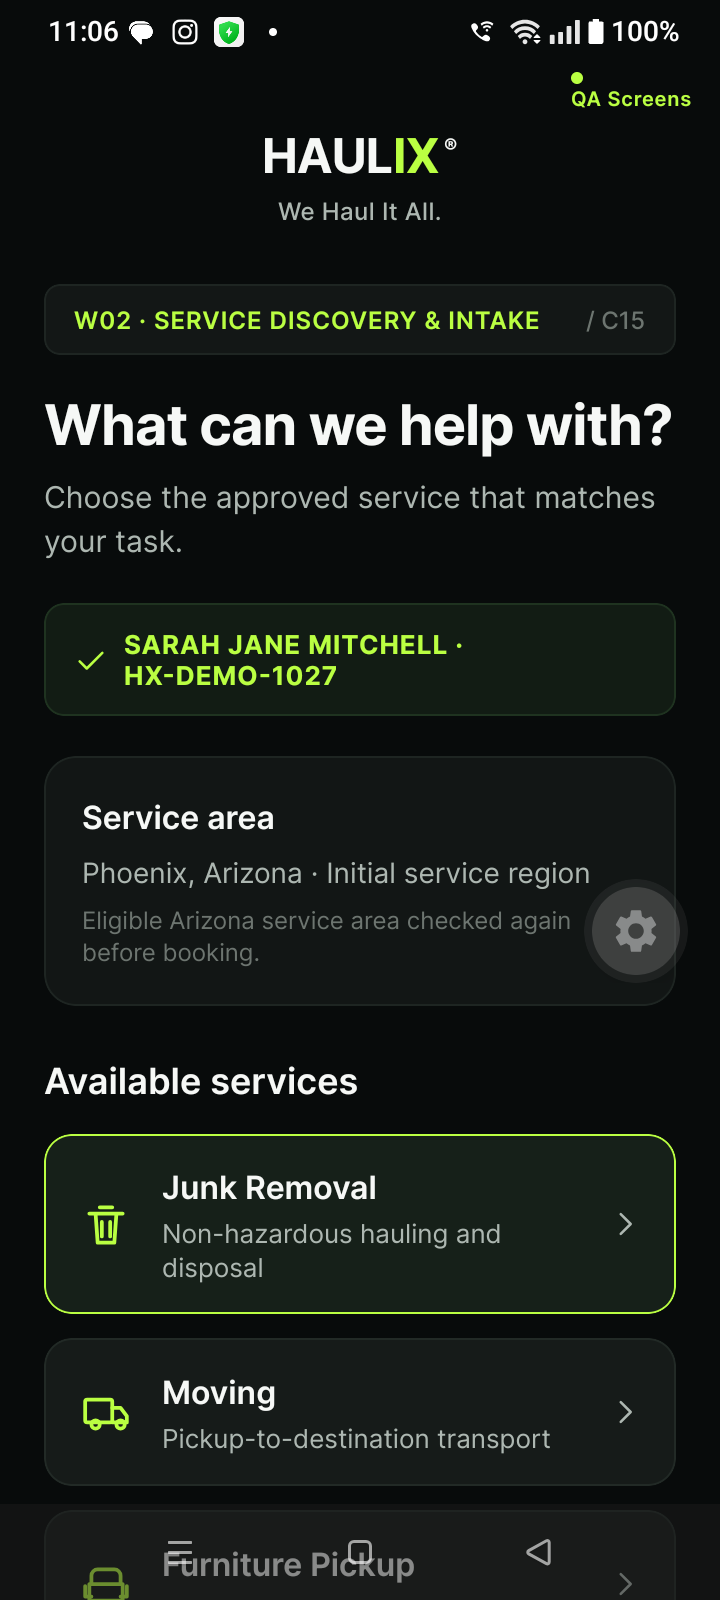 11:06
100%
QA Screens
HAULIX®
We Haul It All.
W02 · SERVICE DISCOVERY & INTAKE / C15
What can we help with?
Choose the approved service that matches
your task.
SARAH JANE MITCHELL ·
HX-DEMO-1027
Service area
Phoenix, Arizona · Initial service region
Eligible Arizona service area checked again
before booking.
Available services
Junk Removal
Non-hazardous hauling and
disposal
Moving
Pickup-to-destination transport
Furniture Pickup